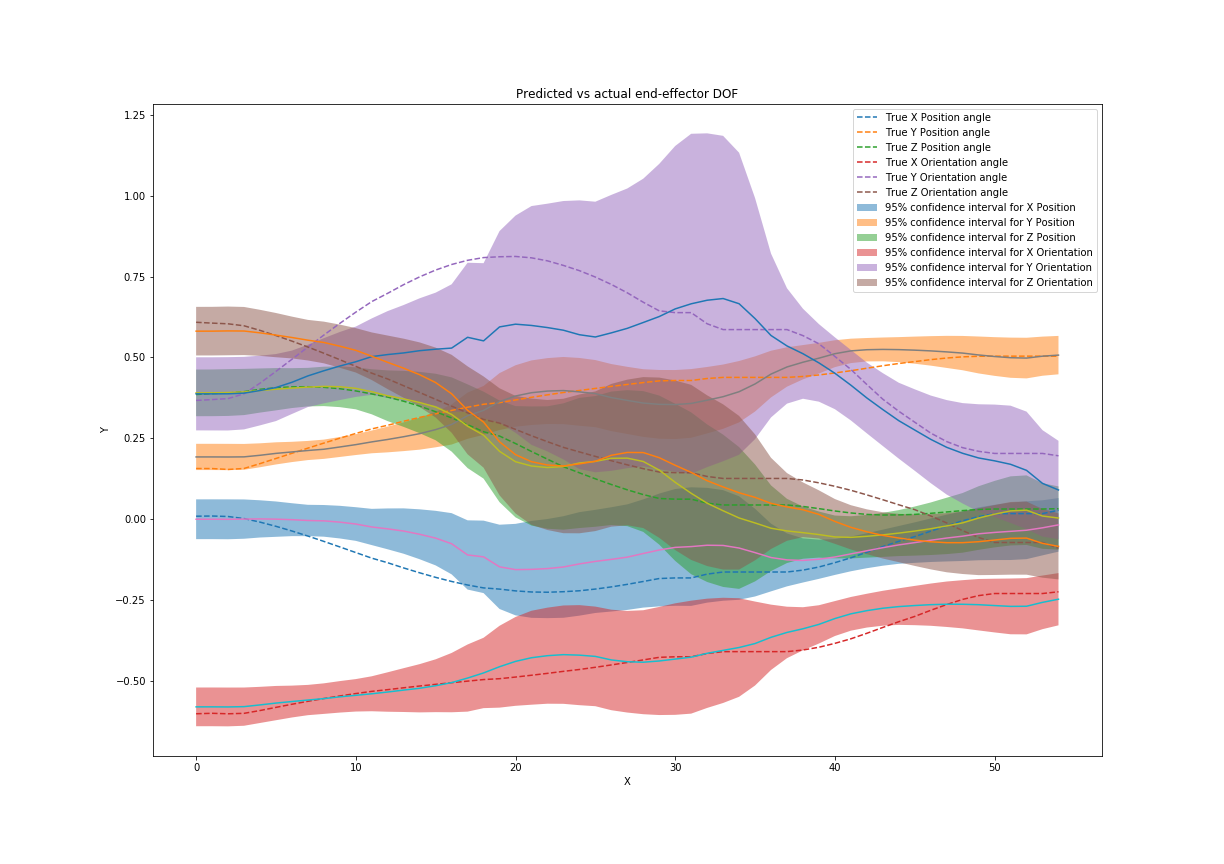 Predicted vs actual end-effector DOF
1.25
1.00
0.75
0.50
0.25
0.00
−0.25
−0.50
Y
0
10
20
30
40
50
X
True X Position angle
True Y Position angle
True Z Position angle
True X Orientation angle
True Y Orientation angle
True Z Orientation angle
95% confidence interval for X Position
95% confidence interval for Y Position
95% confidence interval for Z Position
95% confidence interval for X Orientation
95% confidence interval for Y Orientation
95% confidence interval for Z Orientation